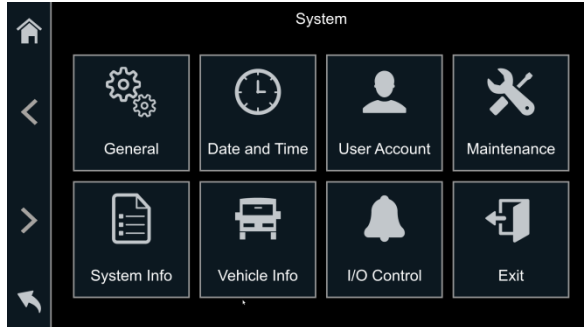 System
General
Date and Time
User Account
Maintenance
System Info
Vehicle Info
I/O Control
Exit